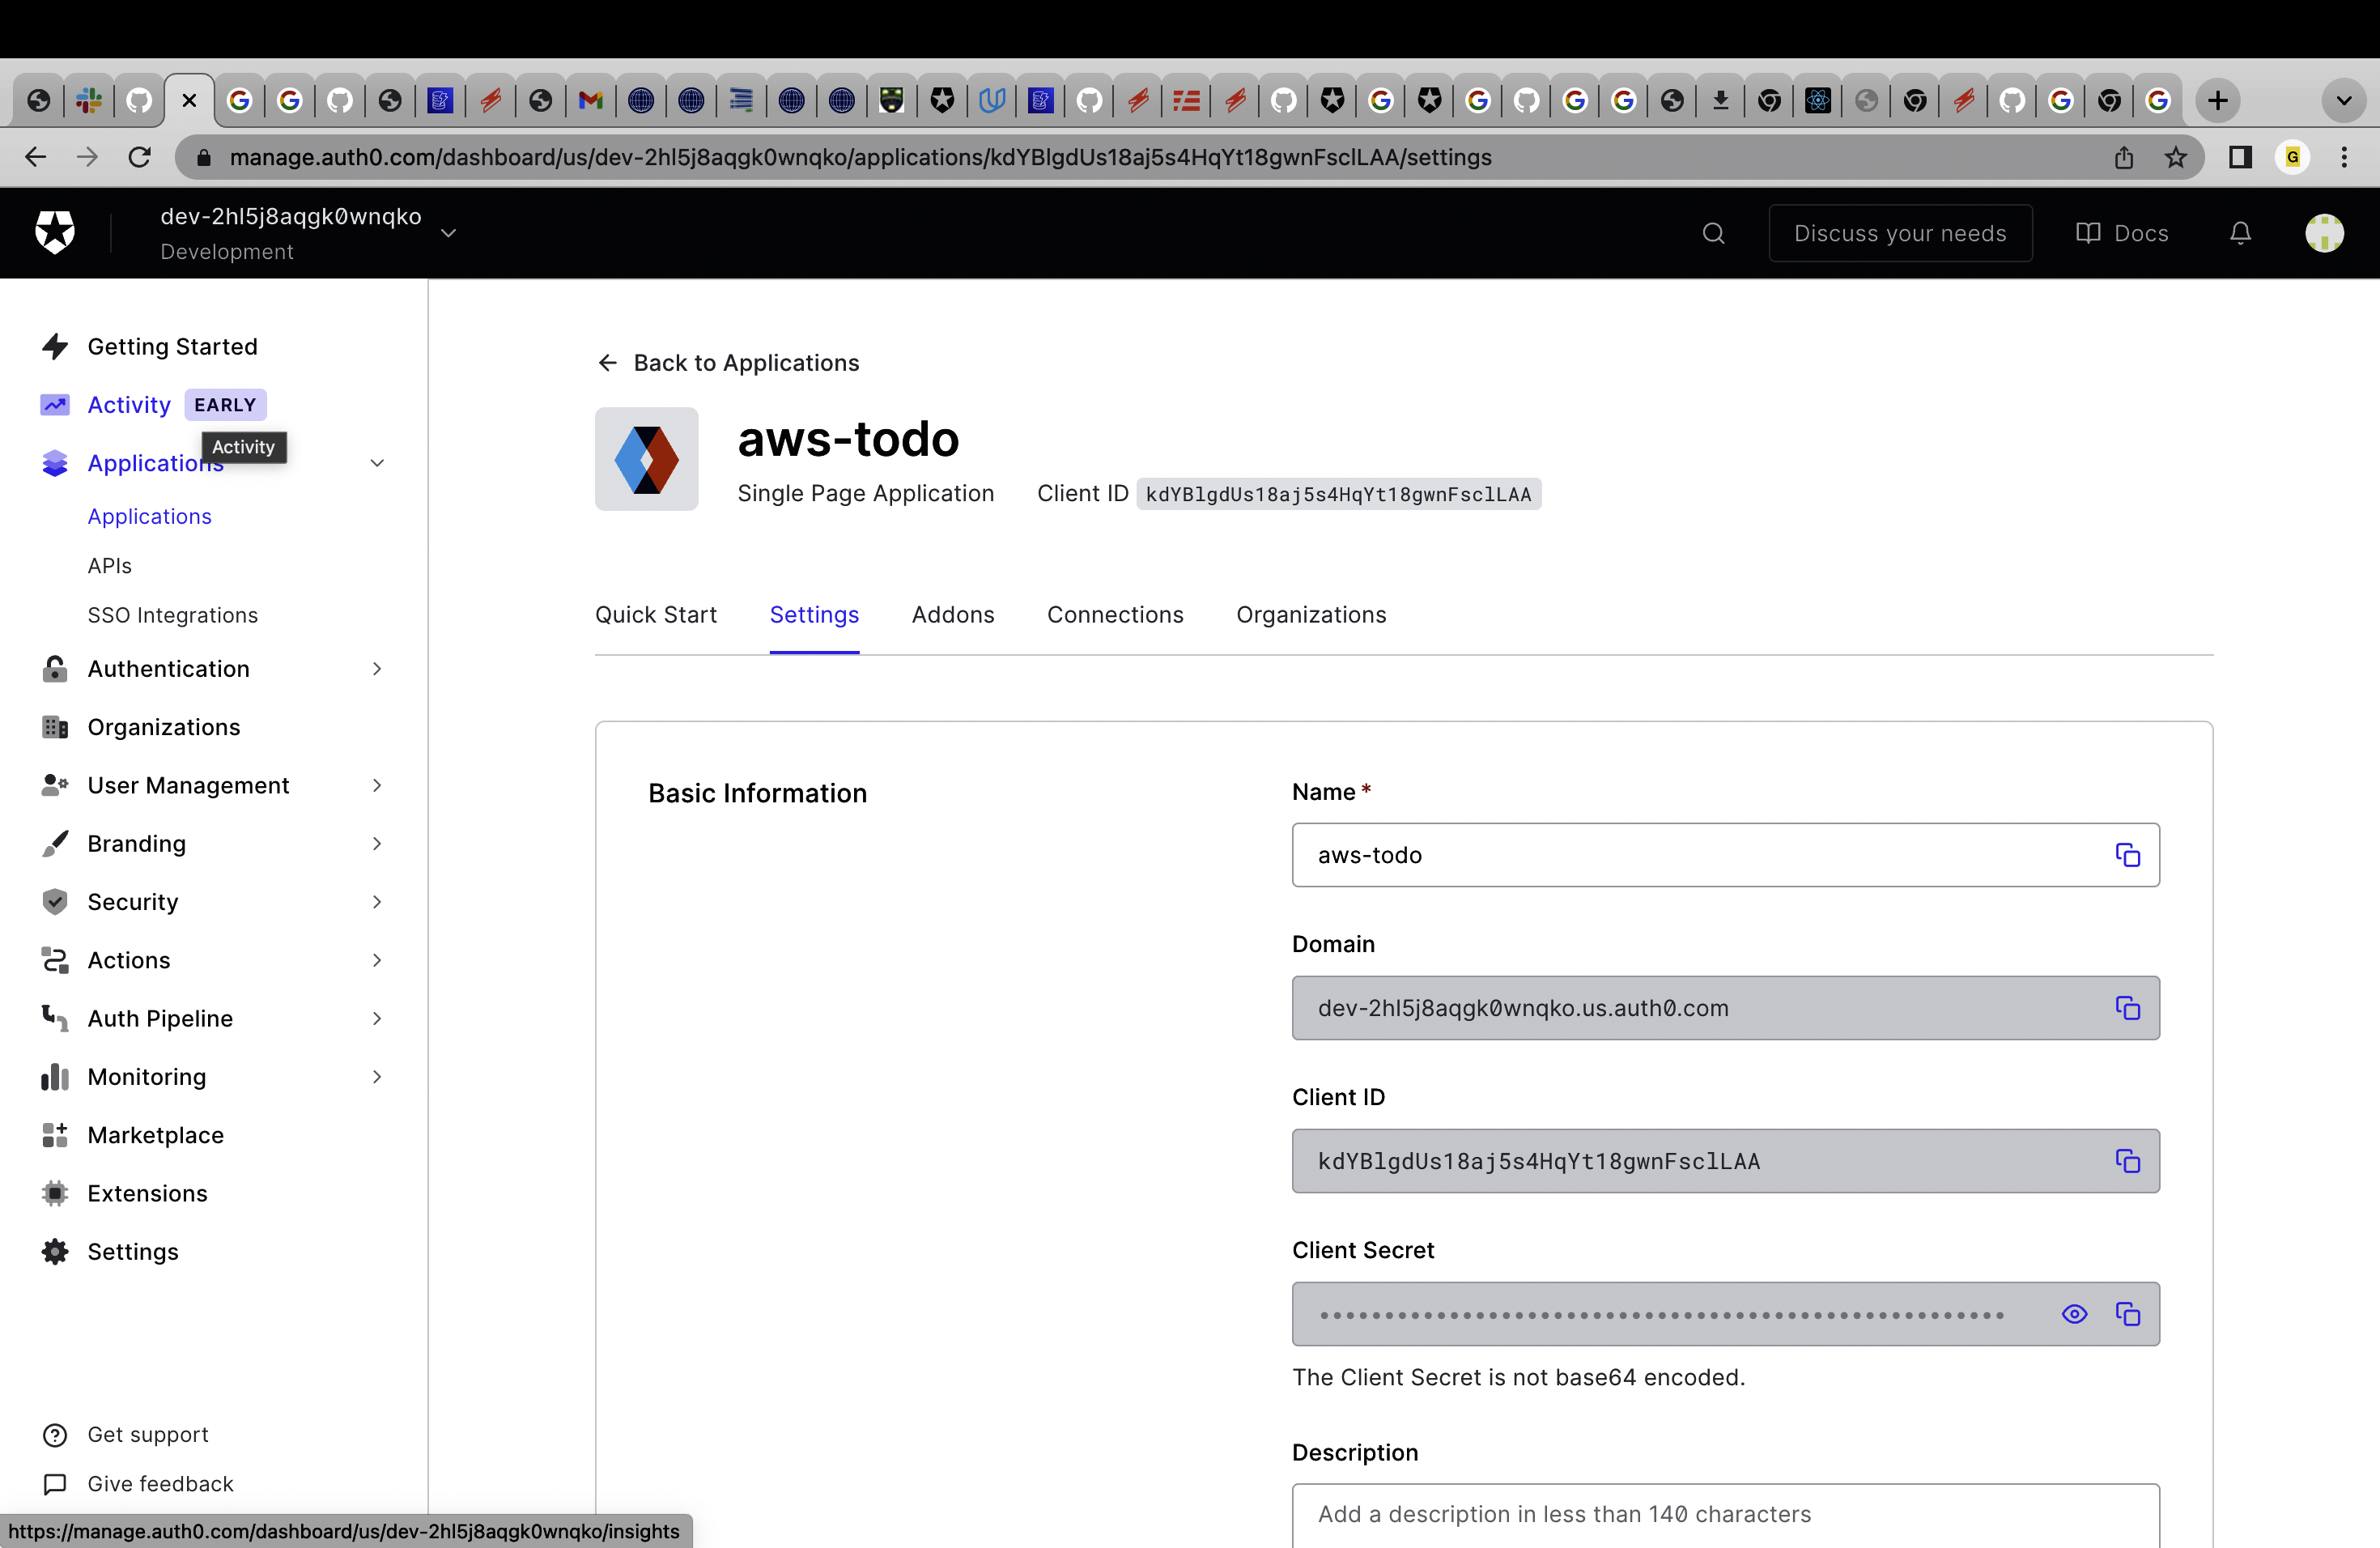 manage.auth0.com/dashboard/us/dev-2hl5j8aqgk0wnqko/applications/kdYBlgdUs18aj5s4HqYt18gwnFsclLAA/settings
G
dev-2hl5j8aqgk0wnqko
Development
Discuss your needs
Docs
Getting Started
Activity EARLY
Activity
Applications
Applications
APIs
SSO Integrations
Authentication
Organizations
User Management
Branding
Security
Actions
Auth Pipeline
Monitoring
Marketplace
Extensions
Settings
Get support
Give feedback
https://manage.auth0.com/dashboard/us/dev-2hl5j8aqgk0wnqko/insights
Back to Applications
aws-todo
Single Page Application Client ID kdYBlgdUs18aj5s4HqYt18gwnFsclLAA
Quick Start Settings Addons Connections Organizations
Basic Information
Name *
aws-todo
Domain
dev-2hl5j8aqgk0wnqko.us.auth0.com
Client ID
kdYBlgdUs18aj5s4HqYt18gwnFsclLAA
Client Secret
The Client Secret is not base64 encoded.
Description
Add a description in less than 140 characters